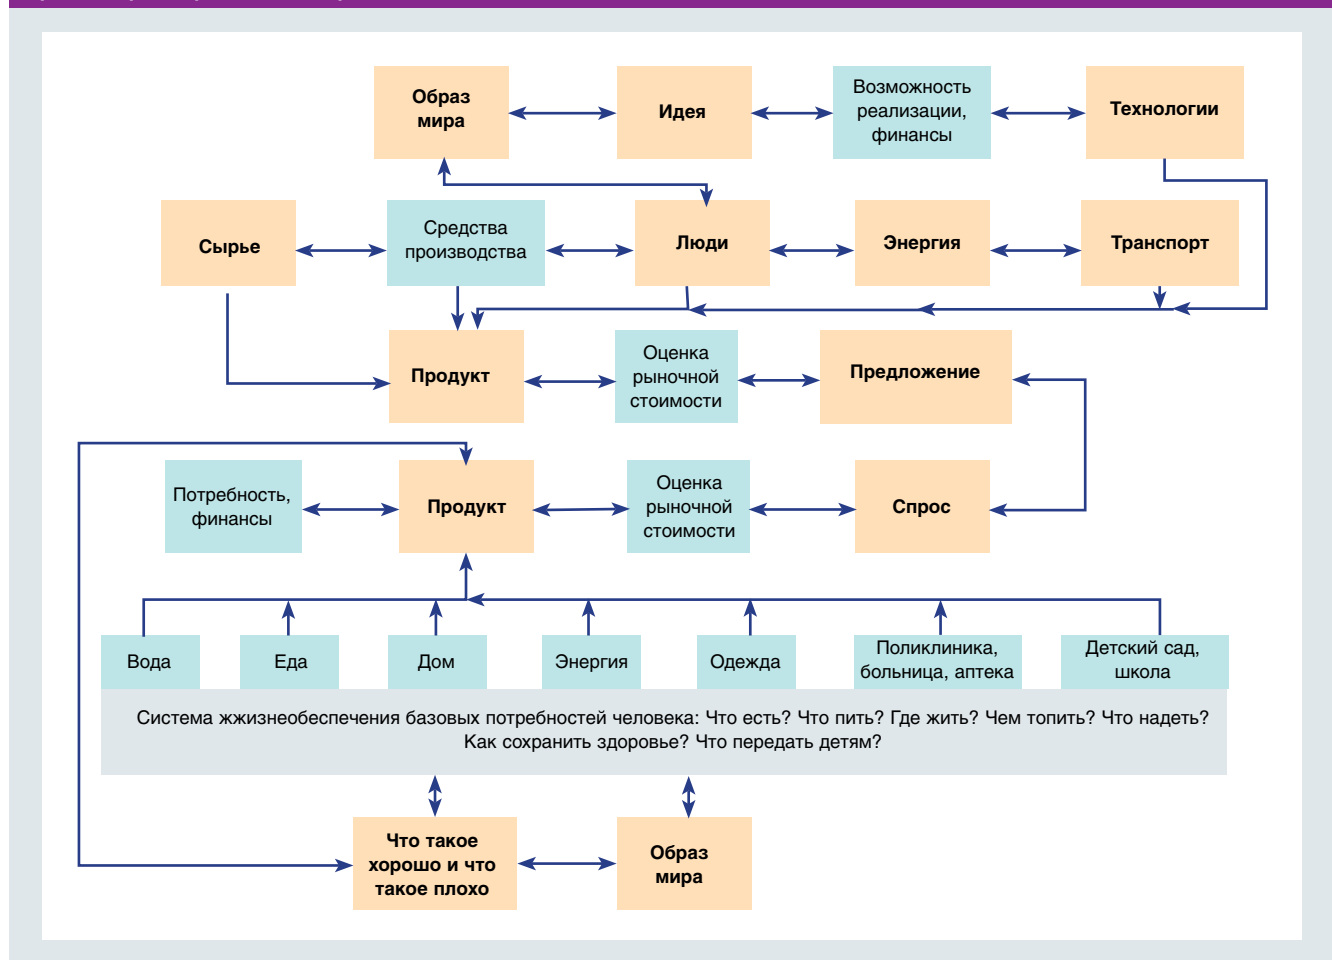 Образ
мира
Идея
Возможность
реализации,
финансы
Технологии
Сырье
Средства
производства
Люди
Энергия
Транспорт
Продукт
Оценка
рыночной
стоимости
Предложение
Потребность,
финансы
Продукт
Оценка
рыночной
стоимости
Спрос
Вода
Еда
Дом
Энергия
Одежда
Поликлиника,
больница, аптека
Детский сад,
школа
Система жжизнеобеспечения базовых потребностей человека: Что есть? Что пить? Где жить? Чем топить? Что надеть?
Как сохранить здоровье? Что передать детям?
Что такое
хорошо и что
такое плохо
Образ
мира